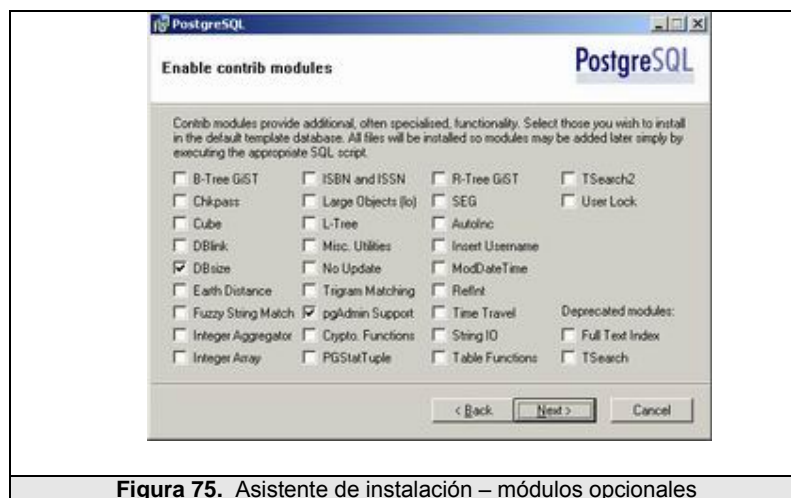 PostgreSQL
Enable contrib modules
PostgreSQL
Contrib modules provide additional, often specialised, functionality. Select those you wish to install
in the default template database. All files will be installed so modules may be added later simply by
executing the appropriate SQL script.
B-Tree GiST ISBN and ISSN R-Tree GiST TSearch2
Chkpass Large Objects (lo) SEG User Lock
Cube L-Tree AutoInc
DBlink Misc. Utilities Insert Username
DBsize No Update ModDateTime
Earth Distance Trigram Matching RefInt
Fuzzy String Match pgAdmin Support Time Travel Deprecated modules:
Integer Aggregator Crypto. Functions String IO Full Text Index
Integer Array PGStatTuple Table Functions TSearch
< Back Next > Cancel
Figura 75. Asistente de instalación – módulos opcionales